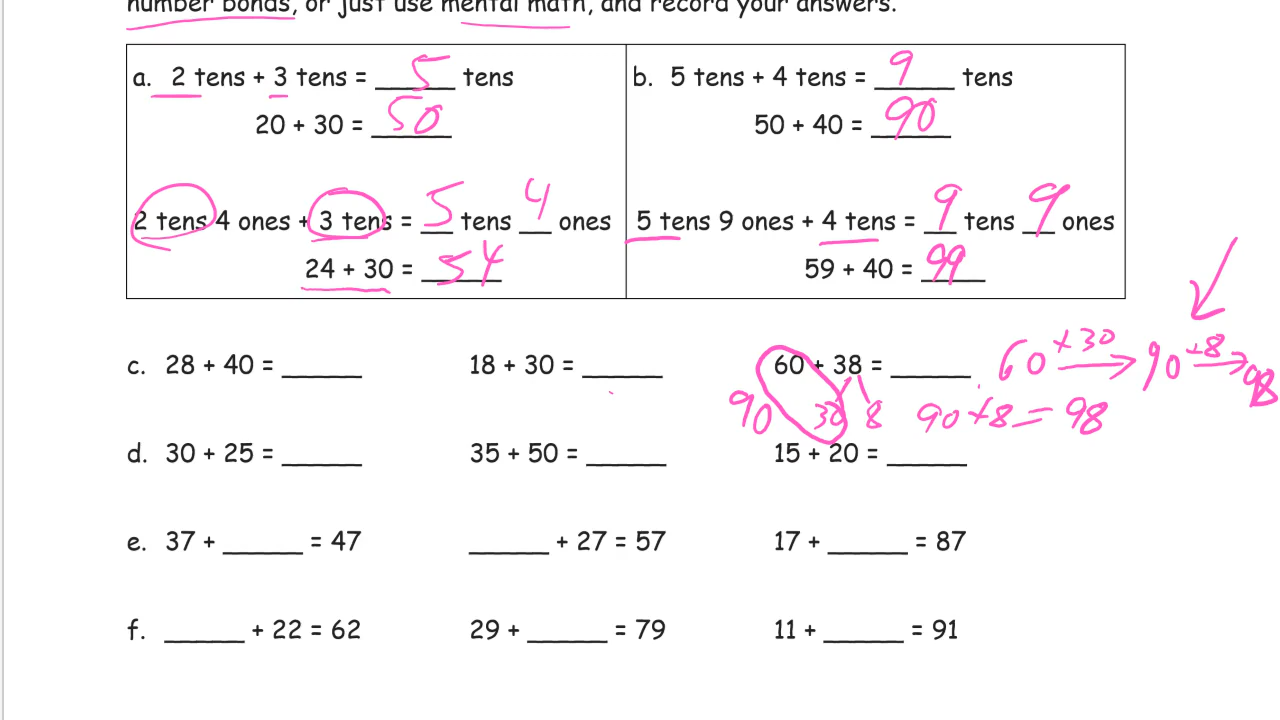 number bonds, or just use mental math, and record your answers.
a. 2 tens + 3 tens = 5 tens
20 + 30 = 50
2 tens 4 ones + 3 tens = 5 tens 4 ones
24 + 30 = 54
b. 5 tens + 4 tens = 9 tens
50 + 40 = 90
5 tens 9 ones + 4 tens = 9 tens 9 ones
59 + 40 = 99
c. 28 + 40 = ______ 18 + 30 = ______ 60 + 38 = ______ 60 +30 → 90 +8 → 98
90 30 8 90 + 8 = 98
d. 30 + 25 = ______ 35 + 50 = ______ 15 + 20 = ______
e. 37 + ______ = 47 ______ + 27 = 57 17 + ______ = 87
f. ______ + 22 = 62 29 + ______ = 79 11 + ______ = 91